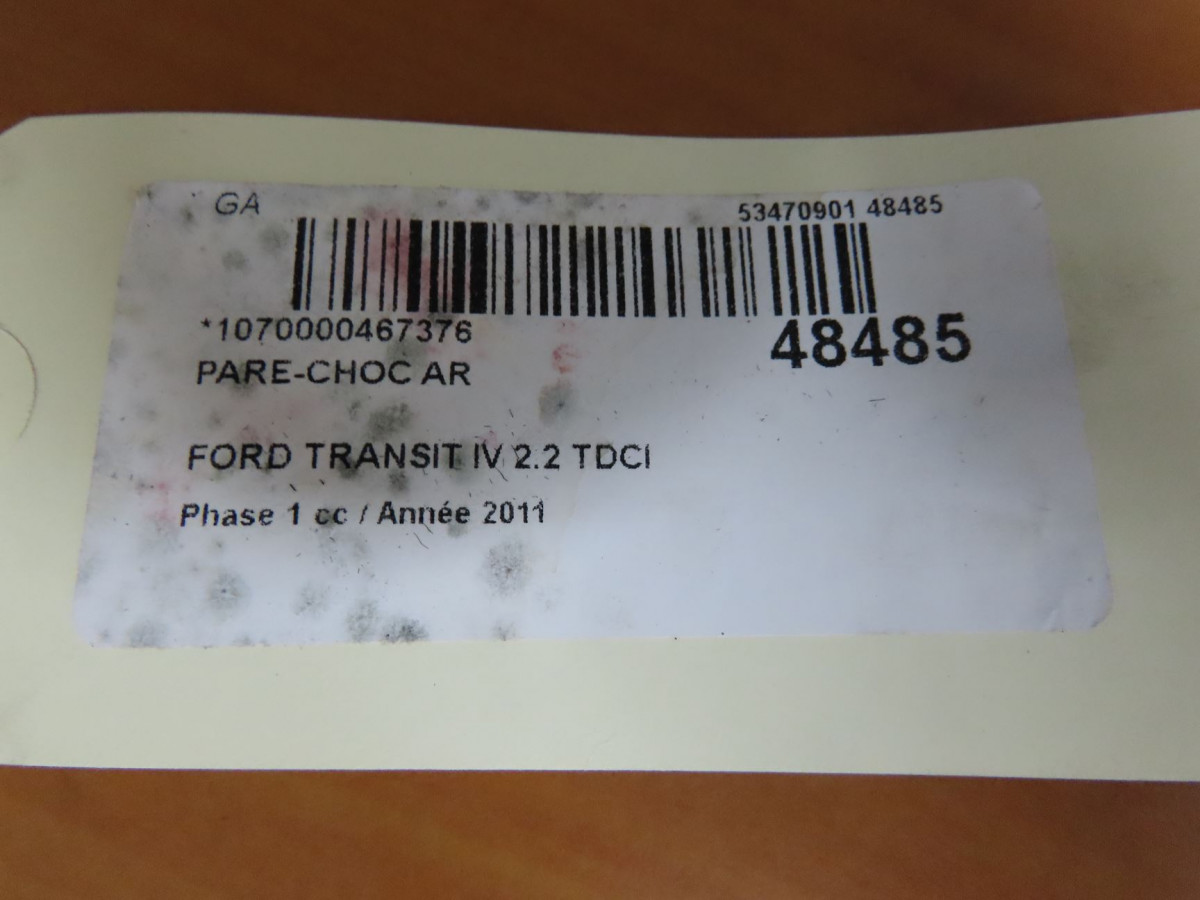 GA
53470901 48485
*1070000467376
48485
PARE-CHOC AR
FORD TRANSIT IV 2.2 TDCI
Phase 1 cc / Année 2011